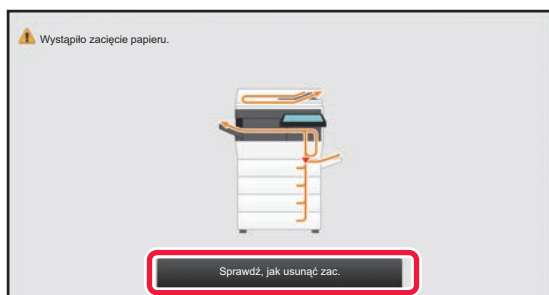 Wystąpiło zacięcie papieru.
Sprawdź, jak usunąć zac.